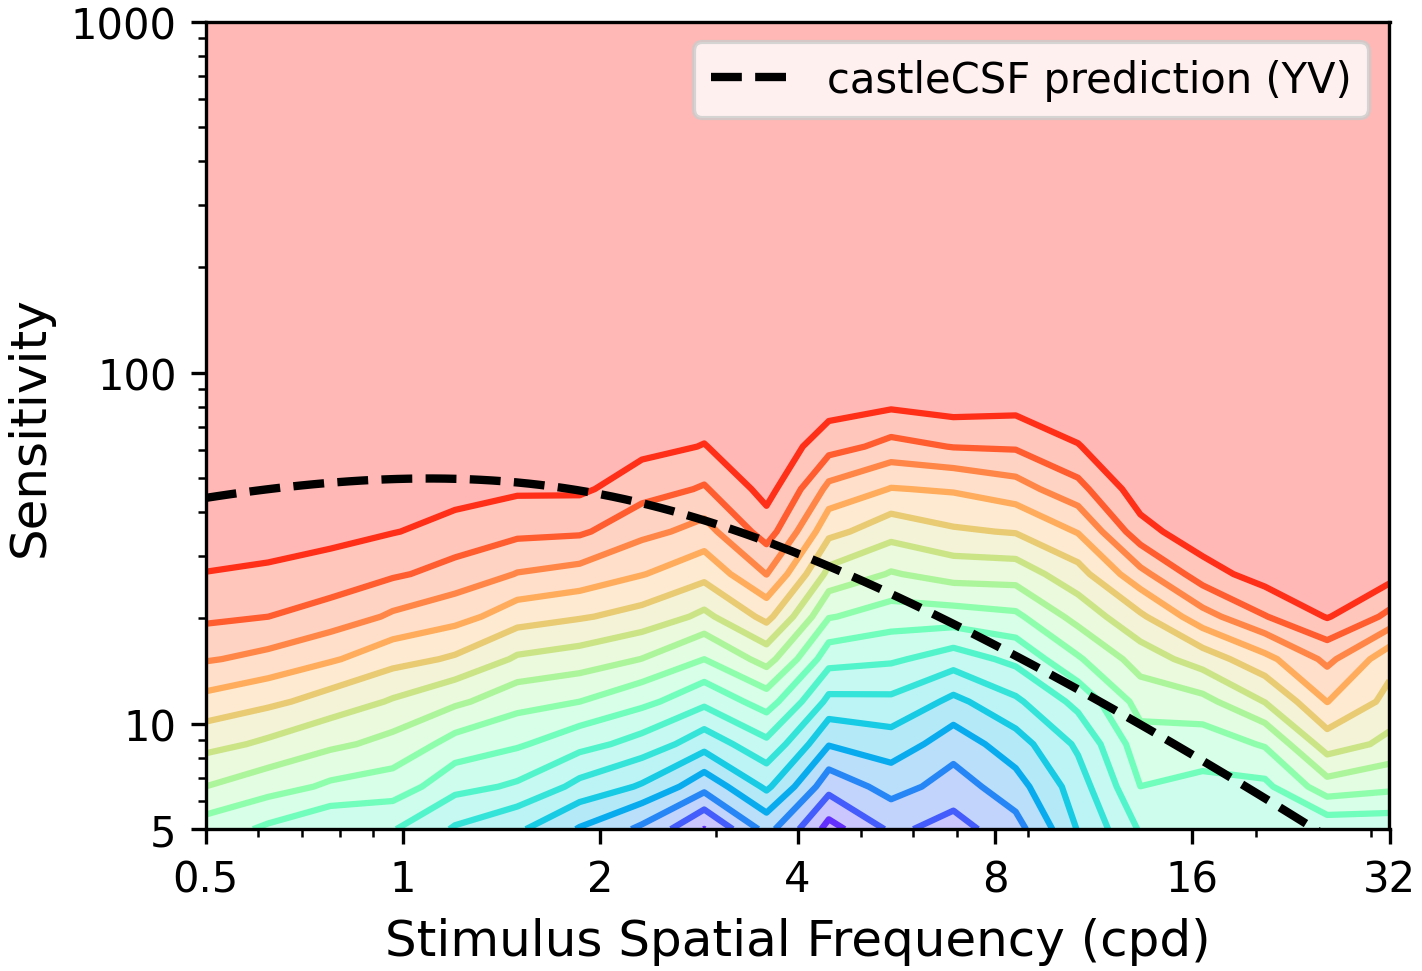 1000
100
10
5
Sensitivity
castleCSF prediction (YV)
0.5 1 2 4 8 16 32
Stimulus Spatial Frequency (cpd)